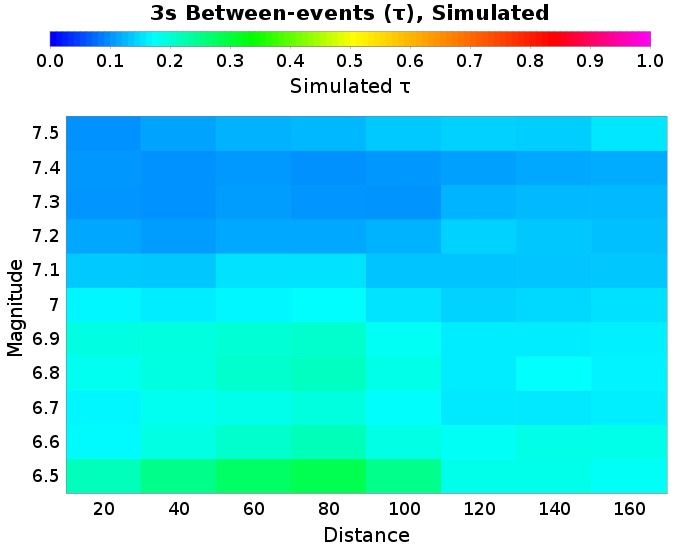 3s Between-events (τ), Simulated
0.0 0.1 0.2 0.3 0.4 0.5 0.6 0.7 0.8 0.9 1.0
Simulated τ
7.5
7.4
7.3
7.2
7.1
7
6.9
6.8
6.7
6.6
6.5
Magnitude
20 40 60 80 100 120 140 160
Distance